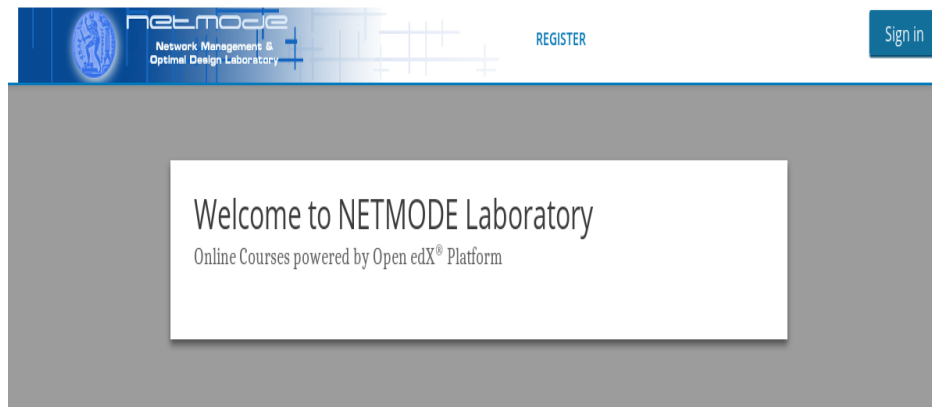 netmode
Network Management &
Optimal Design Laboratory
REGISTER
Sign in
Welcome to NETMODE Laboratory
Online Courses powered by Open edX® Platform